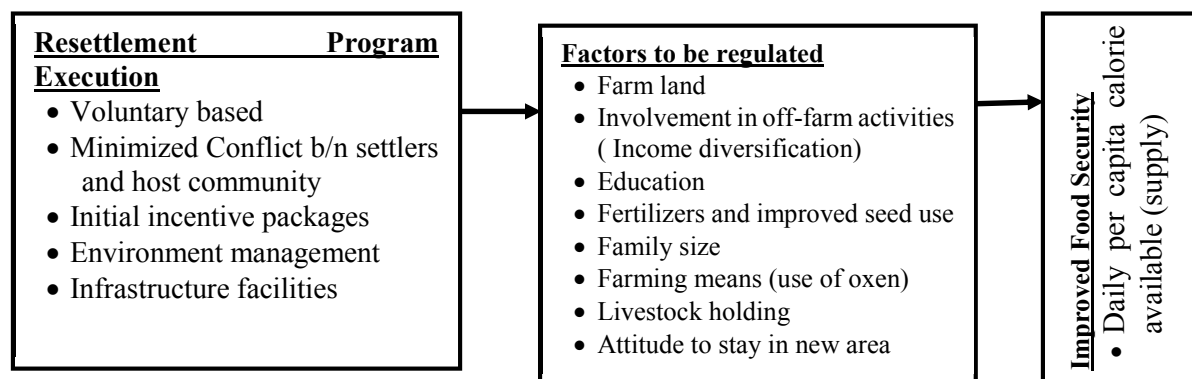 Resettlement Program
Execution
• Voluntary based
• Minimized Conflict b/n settlers
and host community
• Initial incentive packages
• Environment management
• Infrastructure facilities
Factors to be regulated
• Farm land
• Involvement in off-farm activities
( Income diversification)
• Education
• Fertilizers and improved seed use
• Family size
• Farming means (use of oxen)
• Livestock holding
• Attitude to stay in new area
Improved Food Security
• Daily per capita calorie
available (supply)